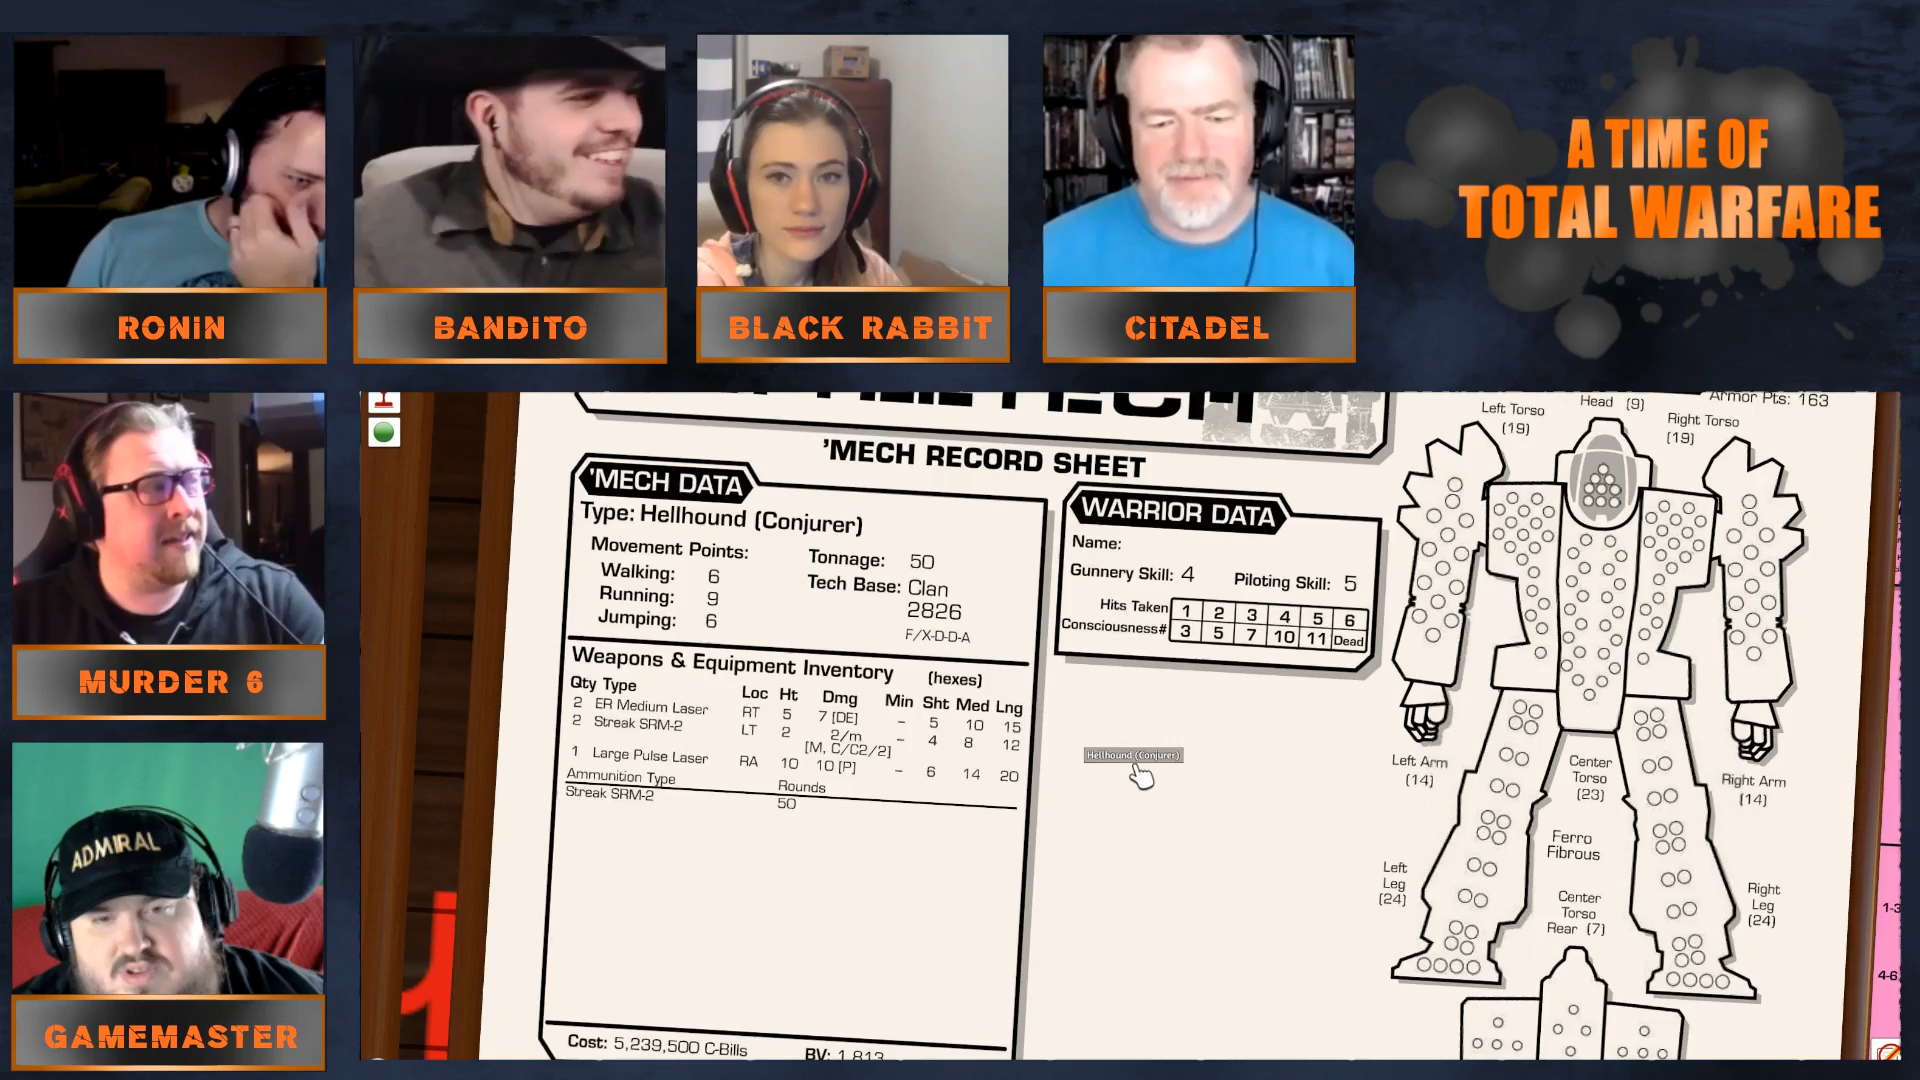 A TIME OF
TOTAL WARFARE
RONIN
BANDITO
BLACK RABBIT
CITADEL
MURDER 6
ADMIRAL
GAMEMASTER
'MECH RECORD SHEET
'MECH DATA
Type: Hellhound (Conjurer)
Movement Points:
Walking: 6
Running: 9
Jumping: 6
Tonnage: 50
Tech Base: Clan
2826
F/X-D-D-A
Weapons & Equipment Inventory (hexes)
Qty Type Loc Ht Dmg Min Sht Med Lng
2 ER Medium Laser RT 5 7 [DE] – 5 10 15
2 Streak SRM-2 LT 2 2/m – 4 8 12
[M, C/C2/2]
1 Large Pulse Laser RA 10 10 [P] – 6 14 20
Ammunition Type Rounds
Streak SRM-2 50
Cost: 5,239,500 C-Bills BV: 1,813
WARRIOR DATA
Name:
Gunnery Skill: 4 Piloting Skill: 5
Hits Taken 1 2 3 4 5 6
Consciousness# 3 5 7 10 11 Dead
Hellhound (Conjurer)
Armor Pts: 163
Left Torso
(19)
Head (9)
Right Torso
(19)
Left Arm
(14)
Center
Torso
(23)
Right Arm
(14)
Ferro
Fibrous
Left
Leg
(24)
Center
Torso
Rear (7)
Right
Leg
(24)
1-3
4-6